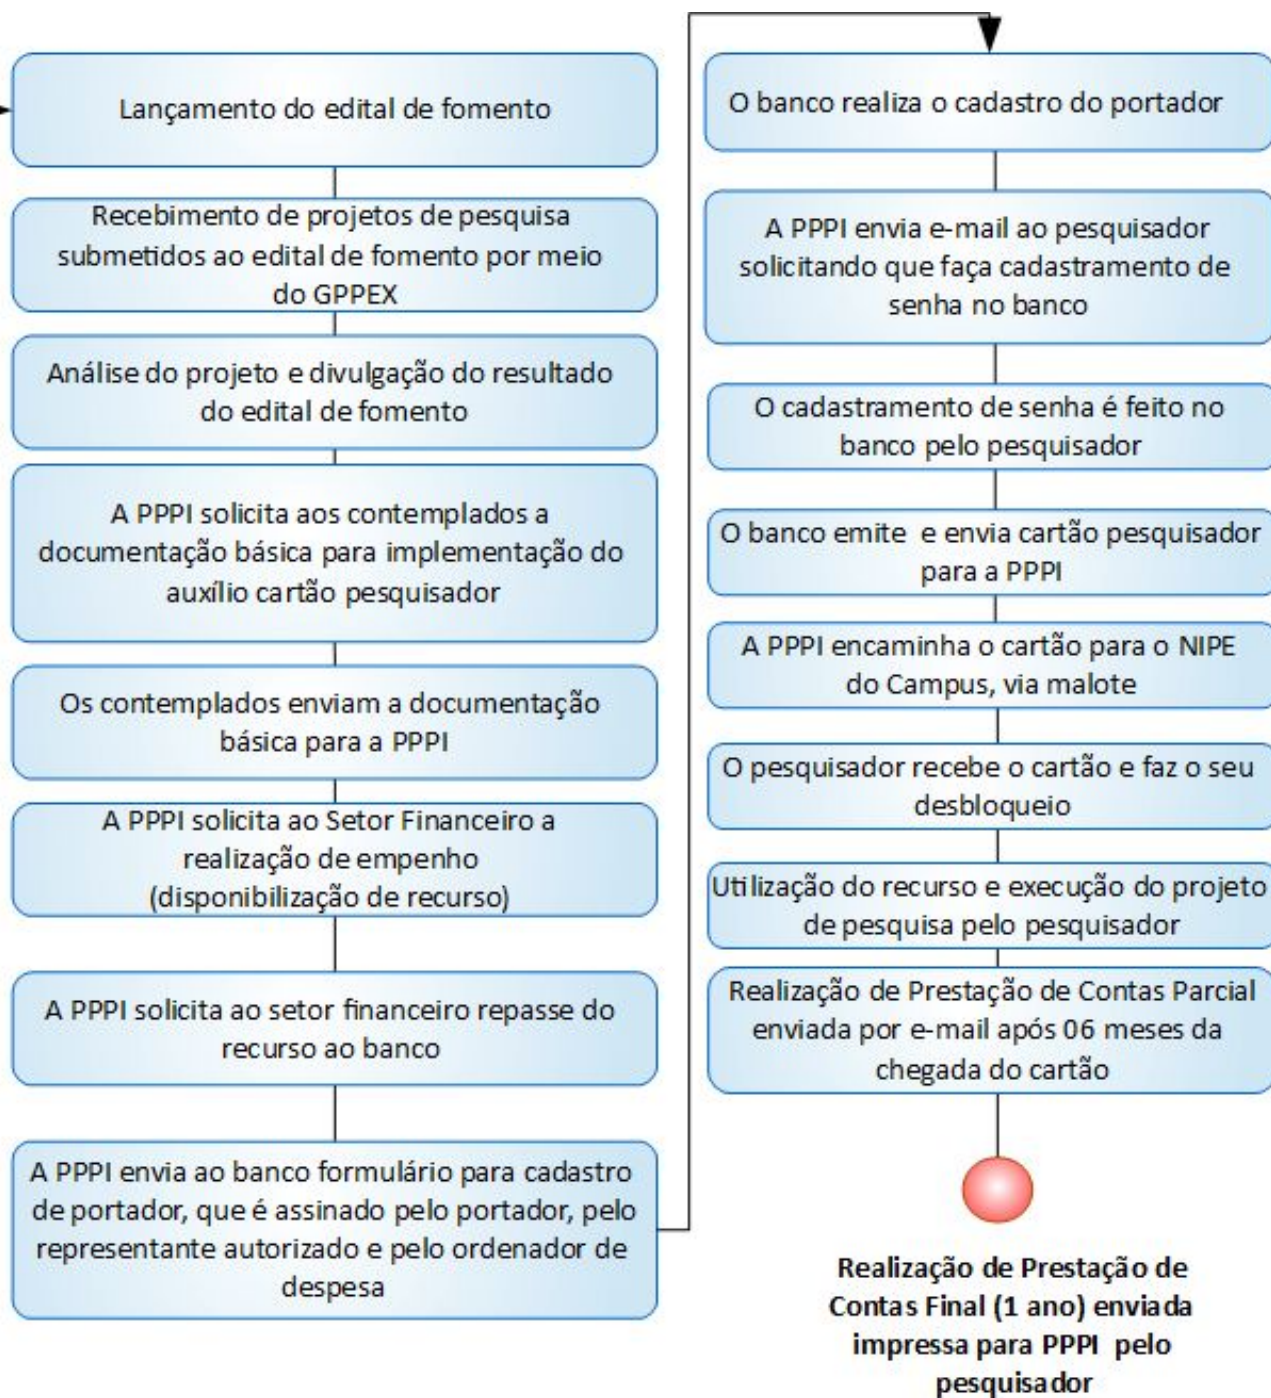 Lançamento do edital de fomento
Recebimento de projetos de pesquisa
submetidos ao edital de fomento por meio
do GPPEX
Análise do projeto e divulgação do resultado
do edital de fomento
A PPPI solicita aos contemplados a
documentação básica para implementação do
auxílio cartão pesquisador
Os contemplados enviam a documentação
básica para a PPPI
A PPPI solicita ao Setor Financeiro a
realização de empenho
(disponibilização de recurso)
A PPPI solicita ao setor financeiro repasse do
recurso ao banco
A PPPI envia ao banco formulário para cadastro
de portador, que é assinado pelo portador, pelo
representante autorizado e pelo ordenador de
despesa
O banco realiza o cadastro do portador
A PPPI envia e-mail ao pesquisador
solicitando que faça cadastramento de
senha no banco
O cadastramento de senha é feito no
banco pelo pesquisador
O banco emite e envia cartão pesquisador
para a PPPI
A PPPI encaminha o cartão para o NIPE
do Campus, via malote
O pesquisador recebe o cartão e faz o seu
desbloqueio
Utilização do recurso e execução do projeto
de pesquisa pelo pesquisador
Realização de Prestação de Contas Parcial
enviada por e-mail após 06 meses da
chegada do cartão
Realização de Prestação de
Contas Final (1 ano) enviada
impressa para PPPI pelo
pesquisador